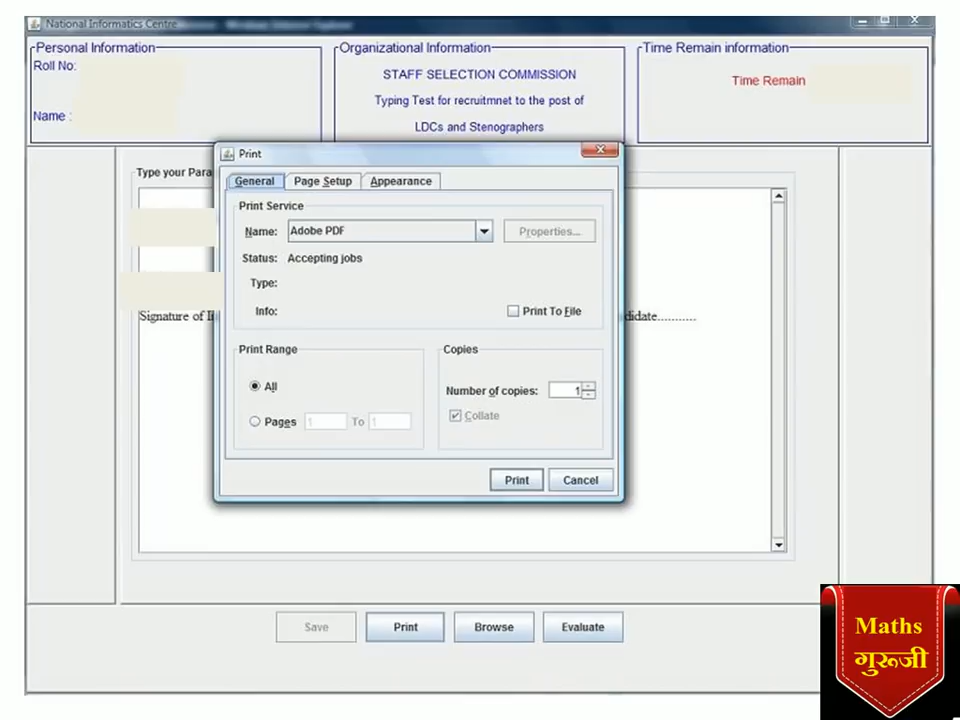 National Informatics Centre
Personal Information
Organizational Information
Time Remain information
Roll No:
STAFF SELECTION COMMISSION
Time Remain
Typing Test for recruitmnet to the post of
Name :
LDCs and Stenographers
Print
Type your Para
General
Page Setup
Appearance
Print Service
Name:
Adobe PDF
Properties...
Status:
Accepting jobs
Type:
Info:
Print To File
Signature of I
didate...........
Print Range
Copies
All
Number of copies:
1
Pages
1
To
1
Collate
Print
Cancel
Save
Print
Browse
Evaluate
Maths
गुरूजी